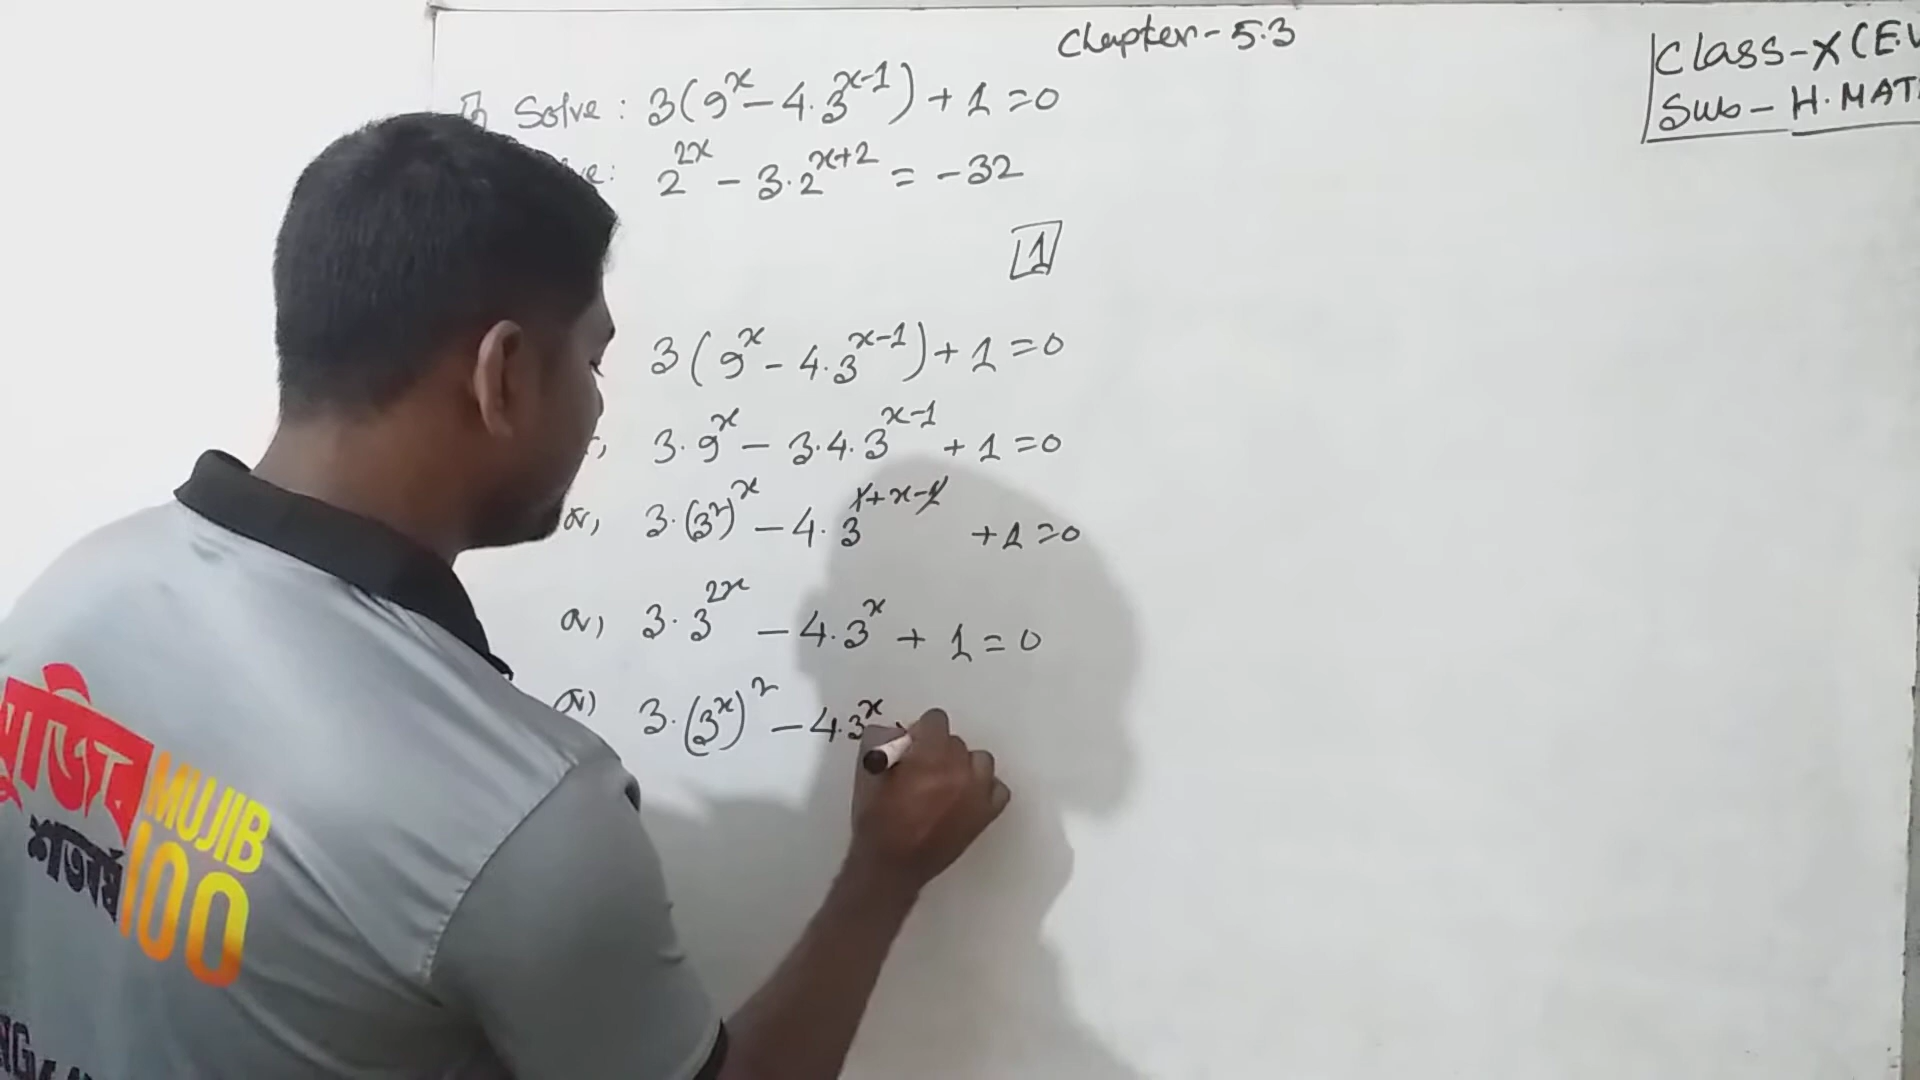 Chapter - 5.3
Class - X (E.V
Sub - H. MAT
Solve : 3(9^x - 4.3^{x-1}) + 1 = 0
2^{2x} - 3.2^{x+2} = -32
1
3(9^x - 4.3^{x-1}) + 1 = 0
3.9^x - 3.4.3^{x-1} + 1 = 0
or, 3.(3^2)^x - 4.3^{1+x-1} + 1 = 0
or, 3.3^{2x} - 4.3^x + 1 = 0
or, 3.(3^x)^2 - 4.3^x
মুজিব
শতবর্ষ
MUJIB
100